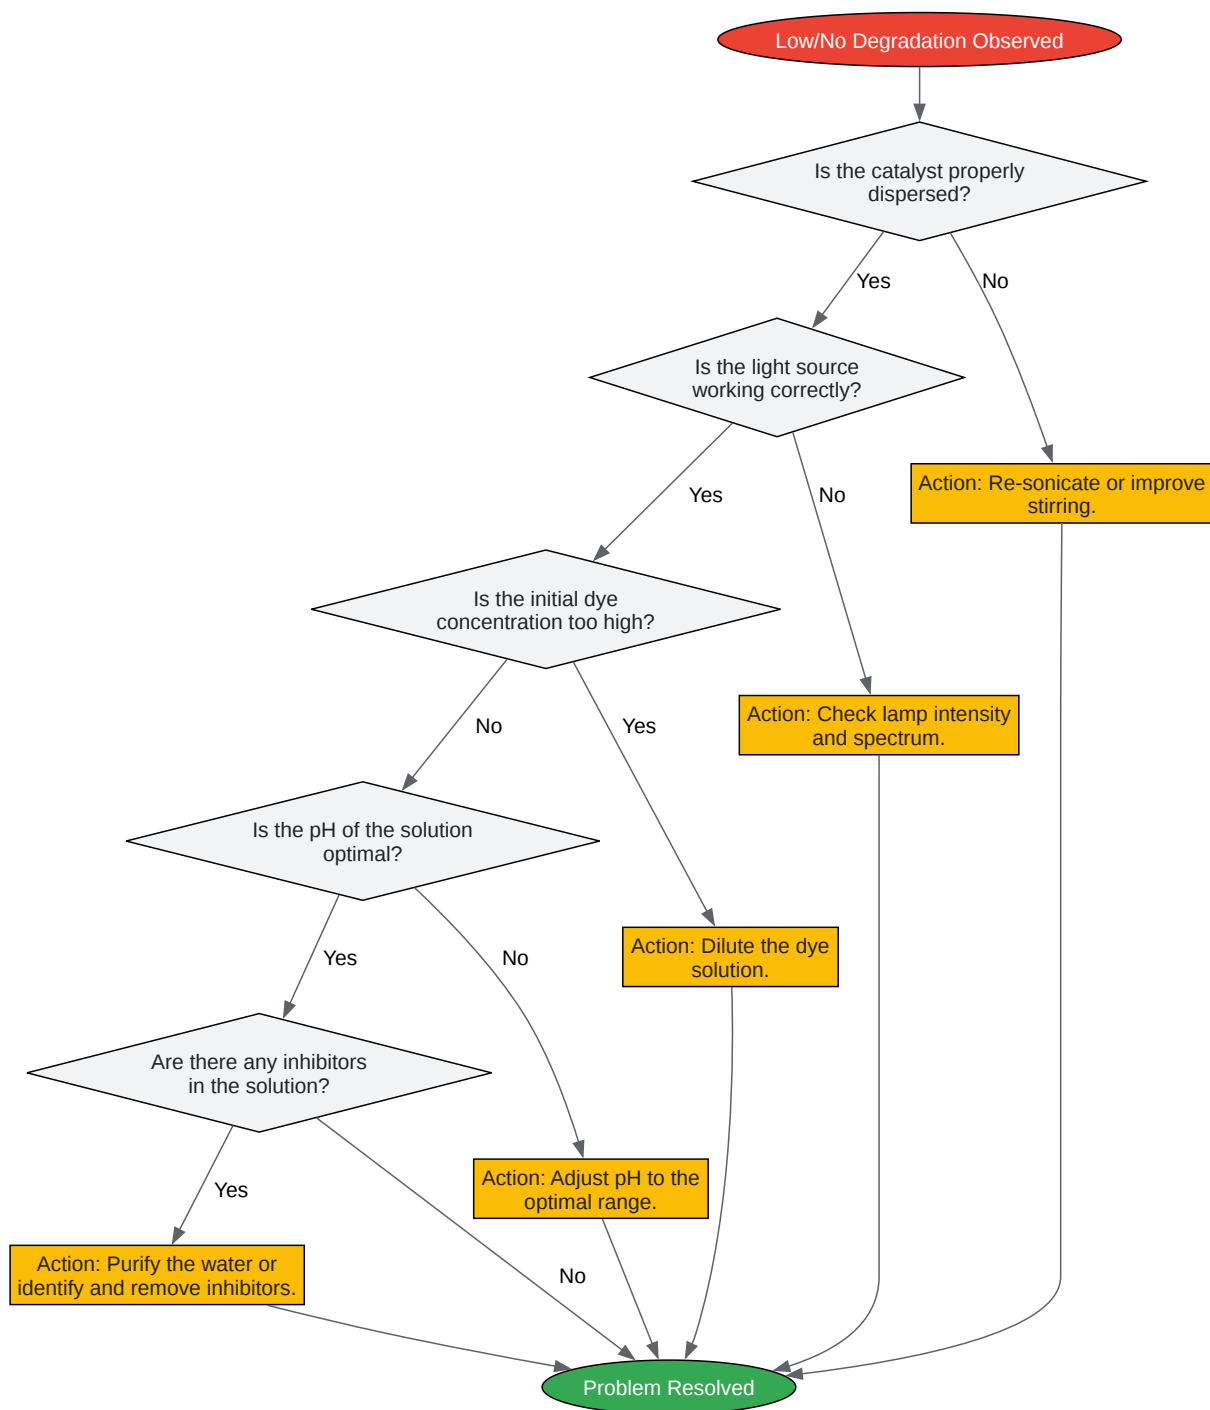 Low/No Degradation Observed
Is the catalyst properly
dispersed?
Yes
No
Is the light source
working correctly?
Yes
No
Action: Re-sonicate or improve
stirring.
Is the initial dye
concentration too high?
No
Yes
Action: Check lamp intensity
and spectrum.
Is the pH of the solution
optimal?
Yes
No
Action: Dilute the dye
solution.
Are there any inhibitors
in the solution?
Yes
No
Action: Adjust pH to the
optimal range.
Action: Purify the water or
identify and remove inhibitors.
Problem Resolved